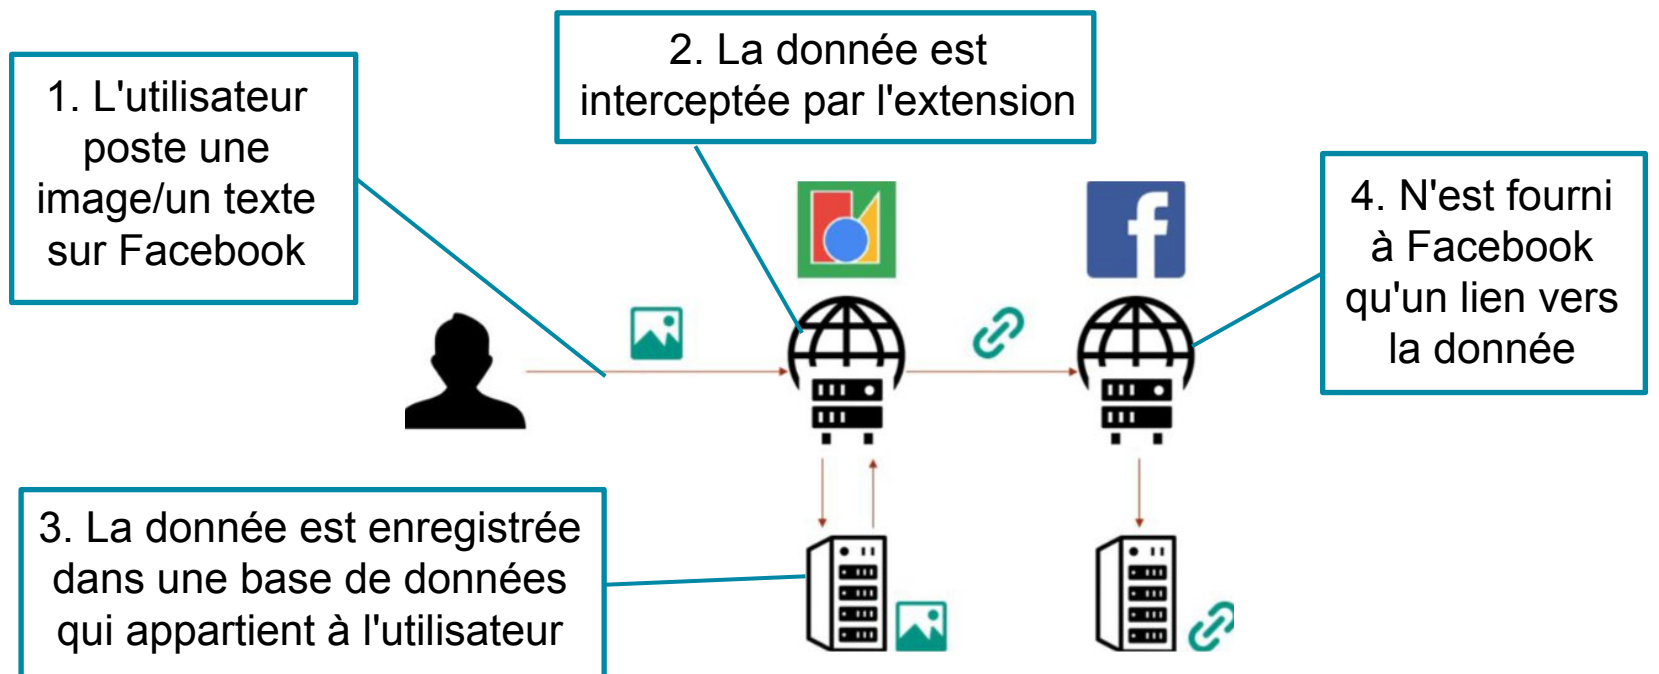 1. L'utilisateur
poste une
image/un texte
sur Facebook
2. La donnée est
interceptée par l'extension
3. La donnée est enregistrée
dans une base de données
qui appartient à l'utilisateur
4. N'est fourni
à Facebook
qu'un lien vers
la donnée
f